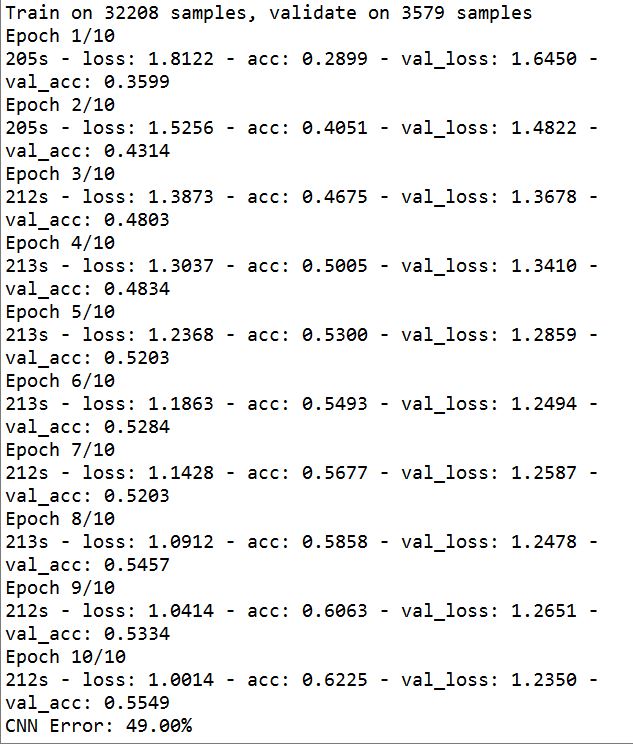 Train on 32208 samples, validate on 3579 samples
Epoch 1/10
205s - loss: 1.8122 - acc: 0.2899 - val_loss: 1.6450 -
val_acc: 0.3599
Epoch 2/10
205s - loss: 1.5256 - acc: 0.4051 - val_loss: 1.4822 -
val_acc: 0.4314
Epoch 3/10
212s - loss: 1.3873 - acc: 0.4675 - val_loss: 1.3678 -
val_acc: 0.4803
Epoch 4/10
213s - loss: 1.3037 - acc: 0.5005 - val_loss: 1.3410 -
val_acc: 0.4834
Epoch 5/10
213s - loss: 1.2368 - acc: 0.5300 - val_loss: 1.2859 -
val_acc: 0.5203
Epoch 6/10
213s - loss: 1.1863 - acc: 0.5493 - val_loss: 1.2494 -
val_acc: 0.5284
Epoch 7/10
212s - loss: 1.1428 - acc: 0.5677 - val_loss: 1.2587 -
val_acc: 0.5203
Epoch 8/10
213s - loss: 1.0912 - acc: 0.5858 - val_loss: 1.2478 -
val_acc: 0.5457
Epoch 9/10
212s - loss: 1.0414 - acc: 0.6063 - val_loss: 1.2651 -
val_acc: 0.5334
Epoch 10/10
212s - loss: 1.0014 - acc: 0.6225 - val_loss: 1.2350 -
val_acc: 0.5549
CNN Error: 49.00%